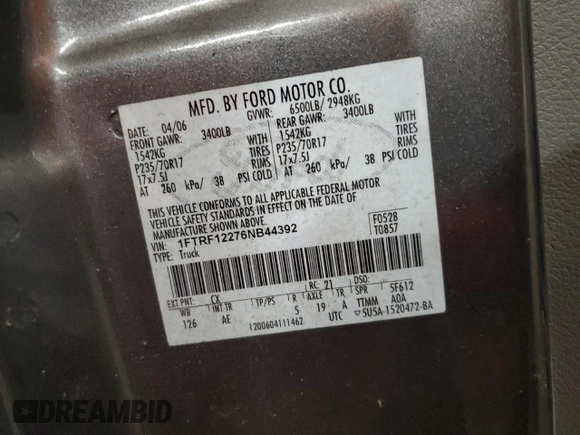 MFD. BY FORD MOTOR CO.
DATE: 04/06 GVWR: 6500LB/ 2948KG
FRONT GAWR: 3400LB REAR GAWR: 3400LB
1542KG WITH 1542KG WITH
P235/70R17 TIRES P235/70R17 TIRES
17x7.5J RIMS 17x7.5J RIMS
AT 260 kPa/ 38 PSI COLD AT 260 kPa/ 38 PSI COLD
THIS VEHICLE CONFORMS TO ALL APPLICABLE FEDERAL MOTOR
VEHICLE SAFETY STANDARDS IN EFFECT ON THE DATE OF
MANUFACTURE SHOWN ABOVE.
VIN: 1FTRF12276NB44392 F0528
TYPE: Truck T0857
EXT PNT: CX RC: 21 DSO:
WB INT TR TP/PS R AXLE TR SPR 5F612
126 AE 5 19 A TTMM AOA
1200604111462 UTC 5U5A-1520472-BA
DREAMBID